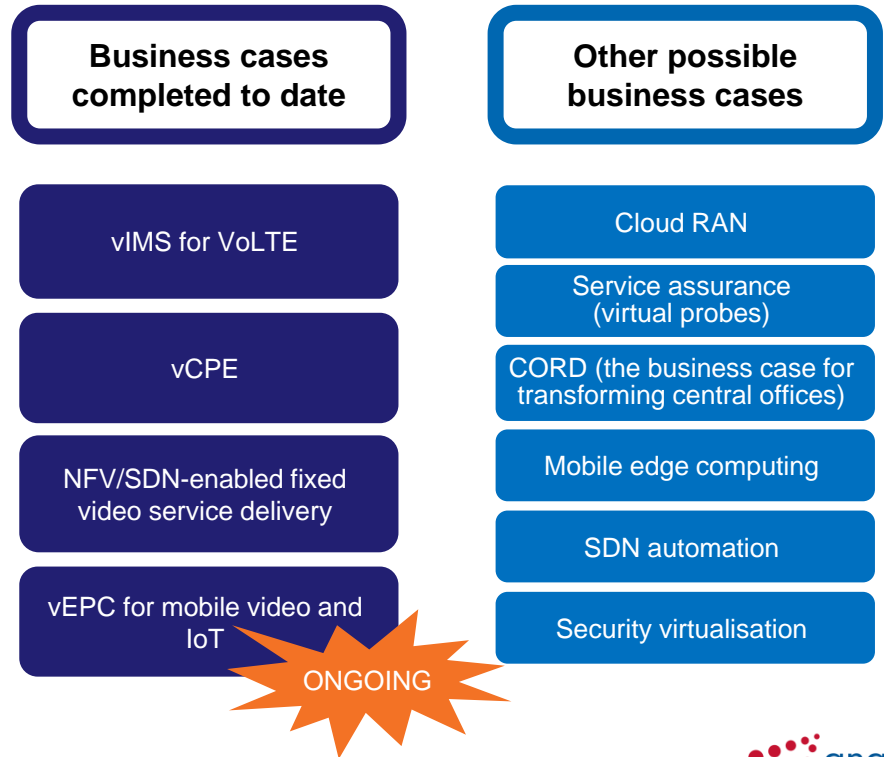 Business cases
completed to date
vIMS for VoLTE
vCPE
NFV/SDN-enabled fixed
video service delivery
vEPC for mobile video and
IoT
ONGOING
Other possible
business cases
Cloud RAN
Service assurance
(virtual probes)
CORD (the business case for
transforming central offices)
Mobile edge computing
SDN automation
Security virtualisation